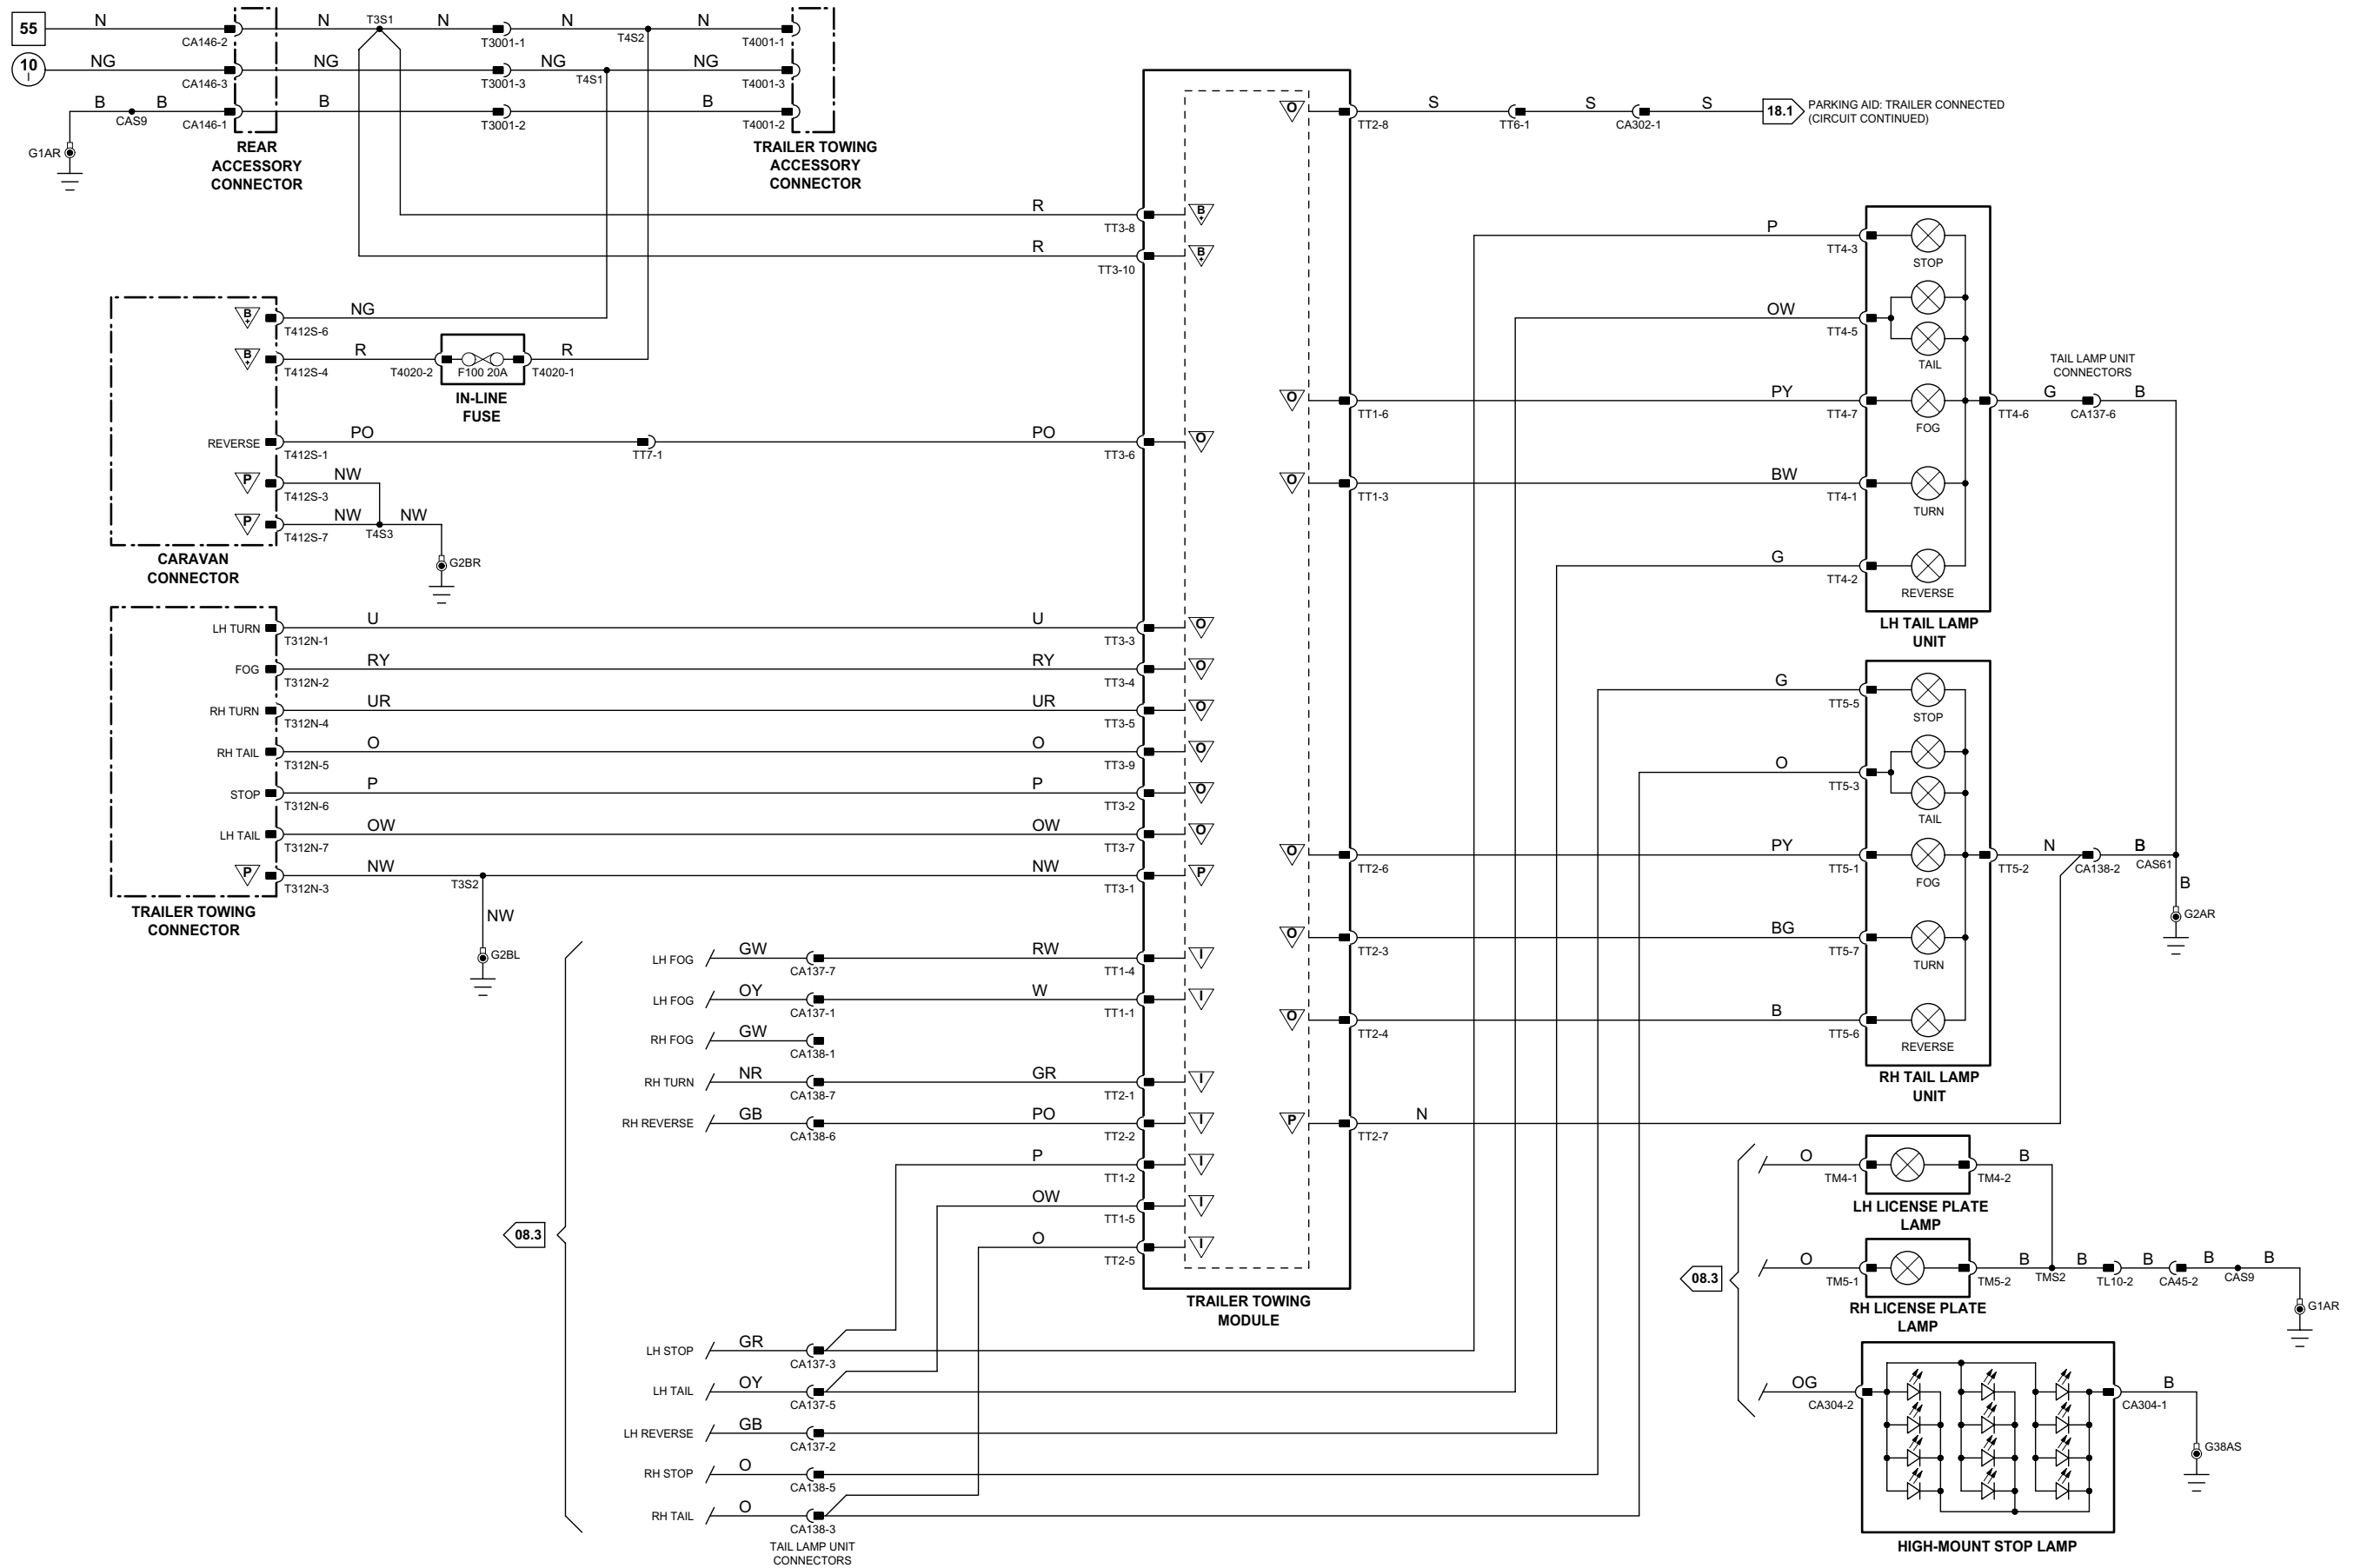 55
N
CA146-2
N
T3S1
N
T3001-1
N
T4S2
N
T4001-1
10
I
NG
CA146-3
NG
T3001-3
NG
T4S1
NG
T4001-3
B
CAS9
B
CA146-1
B
T3001-2
B
T4001-2
G1AR
REAR
ACCESSORY
CONNECTOR
TRAILER TOWING
ACCESSORY
CONNECTOR
R
TT3-8
B
+
R
TT3-10
B
+
B
+
T412S-6
NG
B
+
T412S-4
R
T4020-2
F100 20A
T4020-1
R
IN-LINE
FUSE
REVERSE
T412S-1
PO
TT7-1
PO
TT3-6
O
P
T412S-3
NW
P
T412S-7
NW
T4S3
NW
G2BR
CARAVAN
CONNECTOR
LH TURN
T312N-1
U
U
TT3-3
O
FOG
T312N-2
RY
RY
TT3-4
O
RH TURN
T312N-4
UR
UR
TT3-5
O
RH TAIL
T312N-5
O
O
TT3-9
O
STOP
T312N-6
P
P
TT3-2
O
LH TAIL
T312N-7
OW
OW
TT3-7
O
P
T312N-3
NW
T3S2
NW
TT3-1
P
NW
G2BL
TRAILER TOWING
CONNECTOR
08.3
LH FOG
GW
CA137-7
RW
TT1-4
I
LH FOG
OY
CA137-1
W
TT1-1
I
RH FOG
GW
CA138-1
RH TURN
NR
CA138-7
GR
TT2-1
I
RH REVERSE
GB
CA138-6
PO
TT2-2
I
P
TT1-2
I
OW
TT1-5
I
O
TT2-5
I
LH STOP
GR
CA137-3
LH TAIL
OY
CA137-5
LH REVERSE
GB
CA137-2
RH STOP
O
CA138-5
RH TAIL
O
CA138-3
TAIL LAMP UNIT
CONNECTORS
TRAILER TOWING
MODULE
O
TT2-8
S
TT6-1
S
CA302-1
S
18.1
PARKING AID: TRAILER CONNECTED
(CIRCUIT CONTINUED)
P
TT4-3
STOP
OW
TT4-5
TAIL
O
TT1-6
PY
TT4-7
FOG
TT4-6
G
CA137-6
B
TAIL LAMP UNIT
CONNECTORS
O
TT1-3
BW
TT4-1
TURN
G
TT4-2
REVERSE
LH TAIL LAMP
UNIT
G
TT5-5
STOP
O
TT5-3
TAIL
O
TT2-6
PY
TT5-1
FOG
TT5-2
N
CA138-2
B
CAS61
B
G2AR
O
TT2-3
BG
TT5-7
TURN
O
TT2-4
B
TT5-6
REVERSE
RH TAIL LAMP
UNIT
P
TT2-7
N
08.3
O
TM4-1
TM4-2
B
LH LICENSE PLATE
LAMP
O
TM5-1
TM5-2
B
TMS2
B
TL10-2
B
CA45-2
B
CAS9
B
G1AR
RH LICENSE PLATE
LAMP
OG
CA304-2
CA304-1
B
G38AS
HIGH-MOUNT STOP LAMP